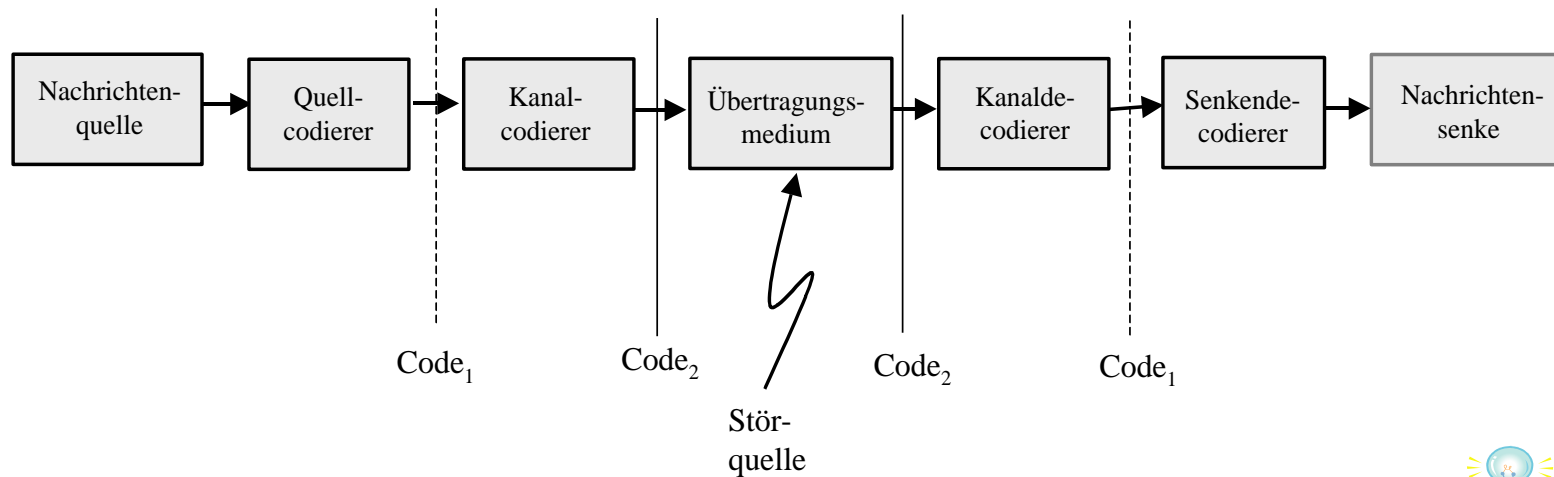 Nachrichten-
quelle
Quell-
codierer
Kanal-
codierer
Übertragungs-
medium
Kanalde-
codierer
Senkende-
codierer
Nachrichten-
senke
Code₁
Code₂
Code₂
Code₁
Stör-
quelle